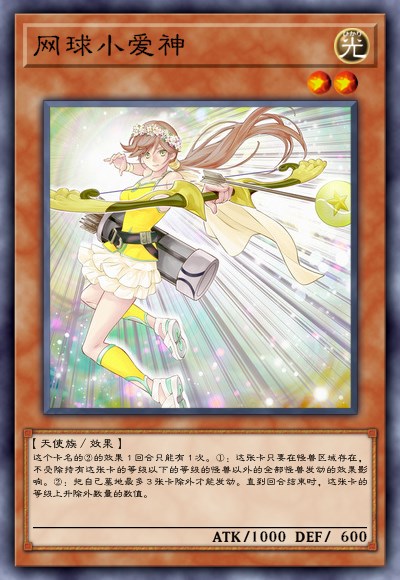 网球小爱神
光
【天使族／效果】
这个卡名的②的效果１回合只能有１次。①：这张卡只要在怪兽区域存在，
不受除持有这张卡的等级以下的等级的怪兽以外的全部怪兽发动的效果影
响。②：把自己墓地最多３张卡除外才能发动。直到回合结束时，这张卡的
等级上升除外数量的数值。
ATK/1000 DEF/ 600